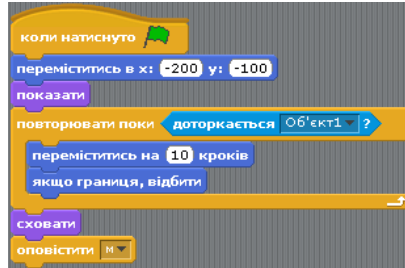 коли натиснуто
переміститись в x: -200 y: -100
показати
повторювати поки доторкається Об'єкт1 ?
переміститись на 10 кроків
якщо границя, відбити
сховати
оповістити м